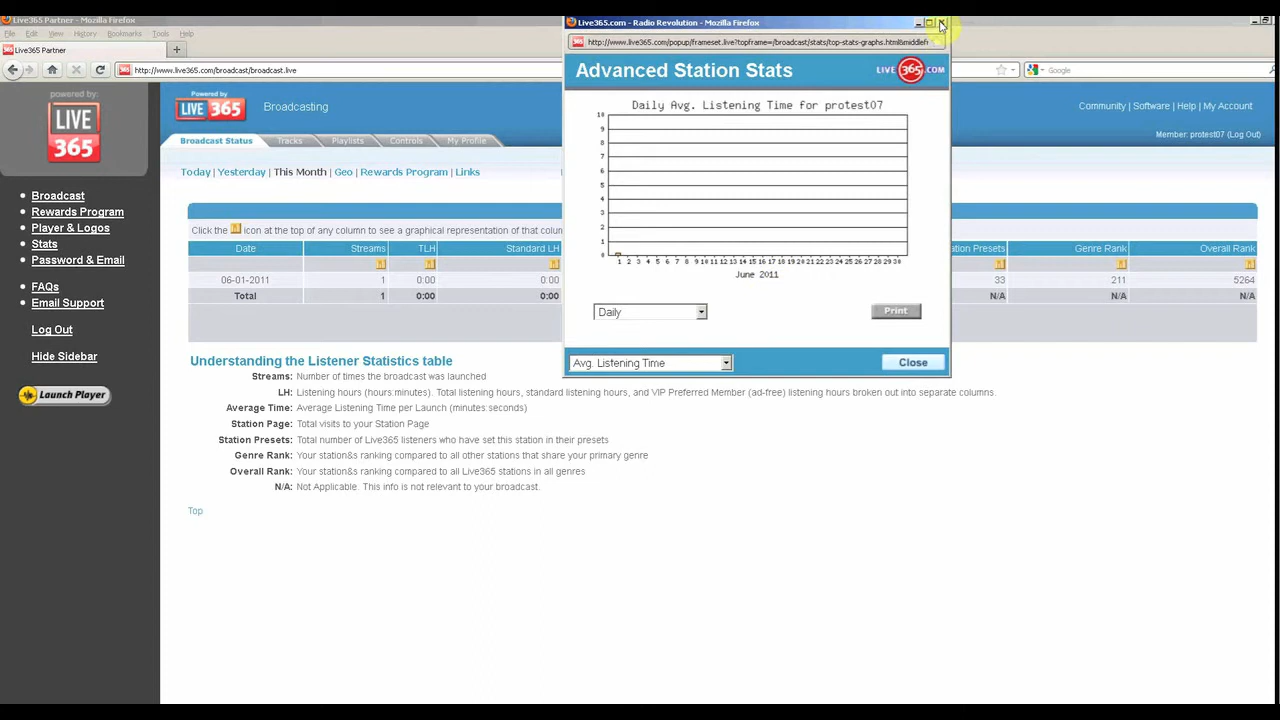 Live365 Partner - Mozilla Firefox
File Edit View History Bookmarks Tools Help
Live365 Partner
http://www.live365.com/broadcast/broadcast.live
Google
powered by:
LIVE
365
Broadcast
Rewards Program
Player & Logos
Stats
Password & Email
FAQs
Email Support
Log Out
Hide Sidebar
Launch Player
Powered by
LIVE 365
Broadcasting
Community | Software | Help | My Account
Member: protest07 (Log Out)
Broadcast Status Tracks Playlists Controls My Profile
Today | Yesterday | This Month | Geo | Rewards Program | Links
Click the icon at the top of any column to see a graphical representation of that colum
Date Streams TLH Standard LH ation Presets Genre Rank Overall Rank
06-01-2011 1 0:00 0:00 33 211 5264
Total 1 0:00 0:00 N/A N/A N/A
Understanding the Listener Statistics table
Streams: Number of times the broadcast was launched
LH: Listening hours (hours:minutes). Total listening hours, standard listening hours, and VIP Preferred Member (ad-free) listening hours broken out into separate columns.
Average Time: Average Listening Time per Launch (minutes:seconds)
Station Page: Total visits to your Station Page
Station Presets: Total number of Live365 listeners who have set this station in their presets
Genre Rank: Your station&s ranking compared to all other stations that share your primary genre
Overall Rank: Your station&s ranking compared to all Live365 stations in all genres
N/A: Not Applicable. This info is not relevant to your broadcast.
Top
Live365.com - Radio Revolution - Mozilla Firefox
http://www.live365.com/popup/frameset.live?topframe=/broadcast/stats/top-stats-graphs.html&middlefr
Advanced Station Stats
LIVE 365.COM
Daily Avg. Listening Time for protest07
10
9
8
7
6
5
4
3
2
1
0
1 2 3 4 5 6 7 8 9 10 11 12 13 14 15 16 17 18 19 20 21 22 23 24 25 26 27 28 29 30
June 2011
Daily
Print
Avg. Listening Time
Close